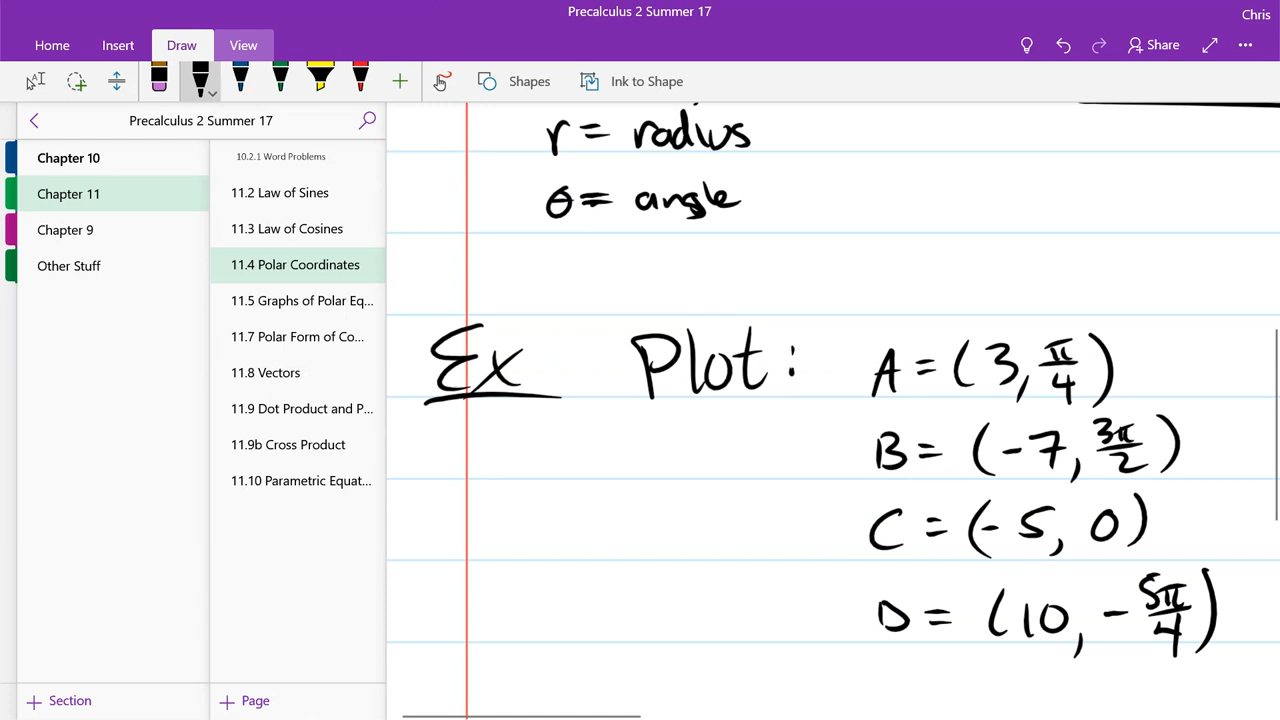 Precalculus 2 Summer 17
Chris
Home Insert Draw View
Share
Shapes
Ink to Shape
Precalculus 2 Summer 17
Chapter 10
Chapter 11
Chapter 9
Other Stuff
10.2.1 Word Problems
11.2 Law of Sines
11.3 Law of Cosines
11.4 Polar Coordinates
11.5 Graphs of Polar Eq...
11.7 Polar Form of Co...
11.8 Vectors
11.9 Dot Product and P...
11.9b Cross Product
11.10 Parametric Equat...
+ Section
+ Page
r = radius
θ = angle
Ex Plot: A = (3, π/4)
B = (-7, 3π/2)
C = (-5, 0)
D = (10, -5π/4)